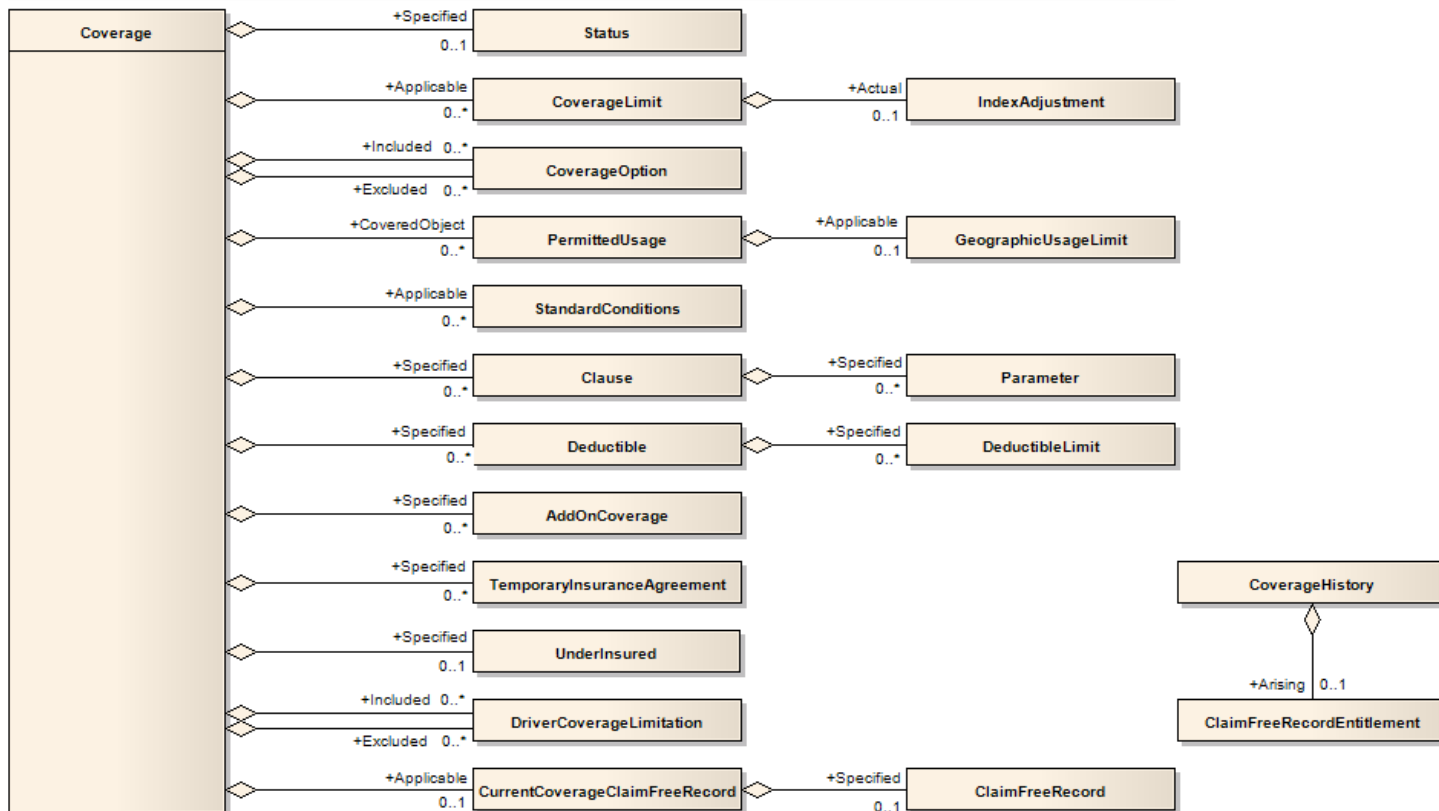 Coverage
+Specified
0..1
Status
+Applicable
0..*
CoverageLimit
+Actual
0..1
IndexAdjustment
+Included 0..*
+Excluded 0..*
CoverageOption
+CoveredObject
0..*
PermittedUsage
+Applicable
0..1
GeographicUsageLimit
+Applicable
0..*
StandardConditions
+Specified
0..*
Clause
+Specified
0..*
Parameter
+Specified
0..*
Deductible
+Specified
0..*
DeductibleLimit
+Specified
0..*
AddOnCoverage
+Specified
0..*
TemporaryInsuranceAgreement
CoverageHistory
+Specified
0..1
UnderInsured
+Arising 0..1
+Included 0..*
+Excluded 0..*
DriverCoverageLimitation
ClaimFreeRecordEntitlement
+Applicable
0..1
CurrentCoverageClaimFreeRecord
+Specified
0..1
ClaimFreeRecord